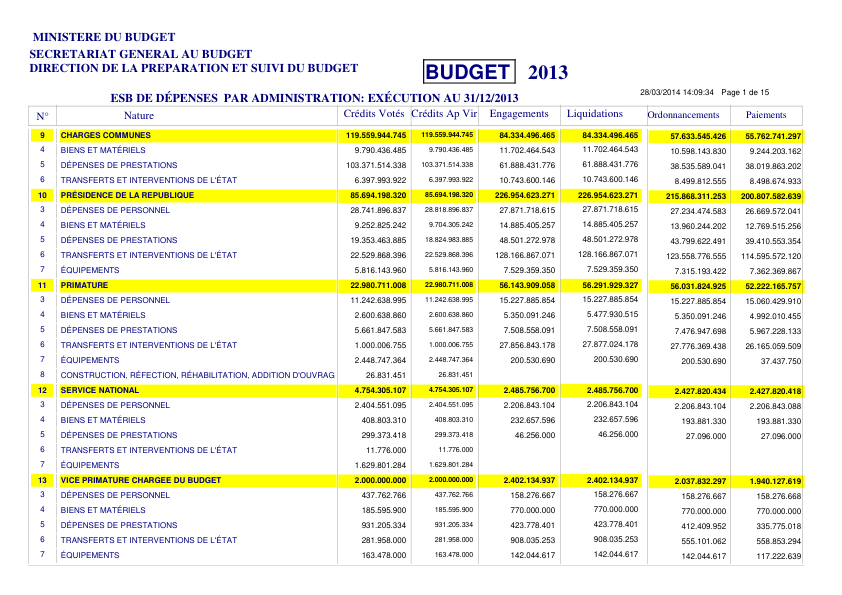 MINISTERE DU BUDGET
SECRETARIAT GENERAL AU BUDGET
DIRECTION DE LA PREPARATION ET SUIVI DU BUDGET
BUDGET 2013
28/03/2014 14:09:34 Page 1 de 15
ESB DE DÉPENSES PAR ADMINISTRATION: EXÉCUTION AU 31/12/2013
N° Nature Crédits Votés Crédits Ap Vir Engagements Liquidations Ordonnancements Paiements
9 CHARGES COMMUNES 119.559.944.745 119.559.944.745 84.334.496.465 84.334.496.465 57.633.545.426 55.762.741.297
4 BIENS ET MATÉRIELS 9.790.436.485 9.790.436.485 11.702.464.543 11.702.464.543 10.598.143.830 9.244.203.162
5 DÉPENSES DE PRESTATIONS 103.371.514.338 103.371.514.338 61.888.431.776 61.888.431.776 38.535.589.041 38.019.863.202
6 TRANSFERTS ET INTERVENTIONS DE L'ÉTAT 6.397.993.922 6.397.993.922 10.743.600.146 10.743.600.146 8.499.812.555 8.498.674.933
10 PRÉSIDENCE DE LA REPUBLIQUE 85.694.198.320 85.694.198.320 226.954.623.271 226.954.623.271 215.868.311.253 200.807.582.639
3 DÉPENSES DE PERSONNEL 28.741.896.837 28.818.896.837 27.871.718.615 27.871.718.615 27.234.474.583 26.669.572.041
4 BIENS ET MATÉRIELS 9.252.825.242 9.704.305.242 14.885.405.257 14.885.405.257 13.960.244.202 12.769.515.256
5 DÉPENSES DE PRESTATIONS 19.353.463.885 18.824.983.885 48.501.272.978 48.501.272.978 43.799.622.491 39.410.553.354
6 TRANSFERTS ET INTERVENTIONS DE L'ÉTAT 22.529.868.396 22.529.868.396 128.166.867.071 128.166.867.071 123.558.776.555 114.595.572.120
7 ÉQUIPEMENTS 5.816.143.960 5.816.143.960 7.529.359.350 7.529.359.350 7.315.193.422 7.362.369.867
11 PRIMATURE 22.980.711.008 22.980.711.008 56.143.909.058 56.291.929.327 56.031.824.925 52.222.165.757
3 DÉPENSES DE PERSONNEL 11.242.638.995 11.242.638.995 15.227.885.854 15.227.885.854 15.227.885.854 15.060.429.910
4 BIENS ET MATÉRIELS 2.600.638.860 2.600.638.860 5.350.091.246 5.477.930.515 5.350.091.246 4.992.010.455
5 DÉPENSES DE PRESTATIONS 5.661.847.583 5.661.847.583 7.508.558.091 7.508.558.091 7.476.947.698 5.967.228.133
6 TRANSFERTS ET INTERVENTIONS DE L'ÉTAT 1.000.006.755 1.000.006.755 27.856.843.178 27.877.024.178 27.776.369.438 26.165.059.509
7 ÉQUIPEMENTS 2.448.747.364 2.448.747.364 200.530.690 200.530.690 200.530.690 37.437.750
8 CONSTRUCTION, RÉFECTION, RÉHABILITATION, ADDITION D'OUVRAG 26.831.451 26.831.451
12 SERVICE NATIONAL 4.754.305.107 4.754.305.107 2.485.756.700 2.485.756.700 2.427.820.434 2.427.820.418
3 DÉPENSES DE PERSONNEL 2.404.551.095 2.404.551.095 2.206.843.104 2.206.843.104 2.206.843.104 2.206.843.088
4 BIENS ET MATÉRIELS 408.803.310 408.803.310 232.657.596 232.657.596 193.881.330 193.881.330
5 DÉPENSES DE PRESTATIONS 299.373.418 299.373.418 46.256.000 46.256.000 27.096.000 27.096.000
6 TRANSFERTS ET INTERVENTIONS DE L'ÉTAT 11.776.000 11.776.000
7 ÉQUIPEMENTS 1.629.801.284 1.629.801.284
13 VICE PRIMATURE CHARGEE DU BUDGET 2.000.000.000 2.000.000.000 2.402.134.937 2.402.134.937 2.037.832.297 1.940.127.619
3 DÉPENSES DE PERSONNEL 437.762.766 437.762.766 158.276.667 158.276.667 158.276.667 158.276.668
4 BIENS ET MATÉRIELS 185.595.900 185.595.900 770.000.000 770.000.000 770.000.000 770.000.000
5 DÉPENSES DE PRESTATIONS 931.205.334 931.205.334 423.778.401 423.778.401 412.409.952 335.775.018
6 TRANSFERTS ET INTERVENTIONS DE L'ÉTAT 281.958.000 281.958.000 908.035.253 908.035.253 555.101.062 558.853.294
7 ÉQUIPEMENTS 163.478.000 163.478.000 142.044.617 142.044.617 142.044.617 117.222.639